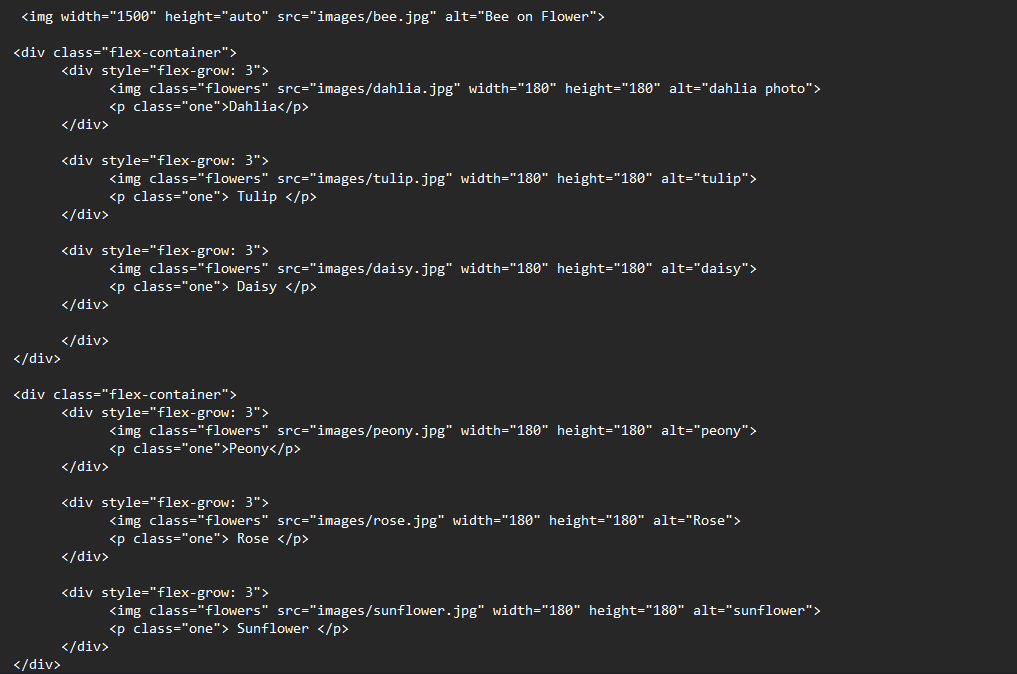 <img width="1500" height="auto" src="images/bee.jpg" alt="Bee on Flower">
<div class="flex-container">
<div style="flex-grow: 3">
<img class="flowers" src="images/dahlia.jpg" width="180" height="180" alt="dahlia photo">
<p class="one">Dahlia</p>
</div>
<div style="flex-grow: 3">
<img class="flowers" src="images/tulip.jpg" width="180" height="180" alt="tulip">
<p class="one"> Tulip </p>
</div>
<div style="flex-grow: 3">
<img class="flowers" src="images/daisy.jpg" width="180" height="180" alt="daisy">
<p class="one"> Daisy </p>
</div>
</div>
</div>
<div class="flex-container">
<div style="flex-grow: 3">
<img class="flowers" src="images/peony.jpg" width="180" height="180" alt="peony">
<p class="one">Peony</p>
</div>
<div style="flex-grow: 3">
<img class="flowers" src="images/rose.jpg" width="180" height="180" alt="Rose">
<p class="one"> Rose </p>
</div>
<div style="flex-grow: 3">
<img class="flowers" src="images/sunflower.jpg" width="180" height="180" alt="sunflower">
<p class="one"> Sunflower </p>
</div>
</div>